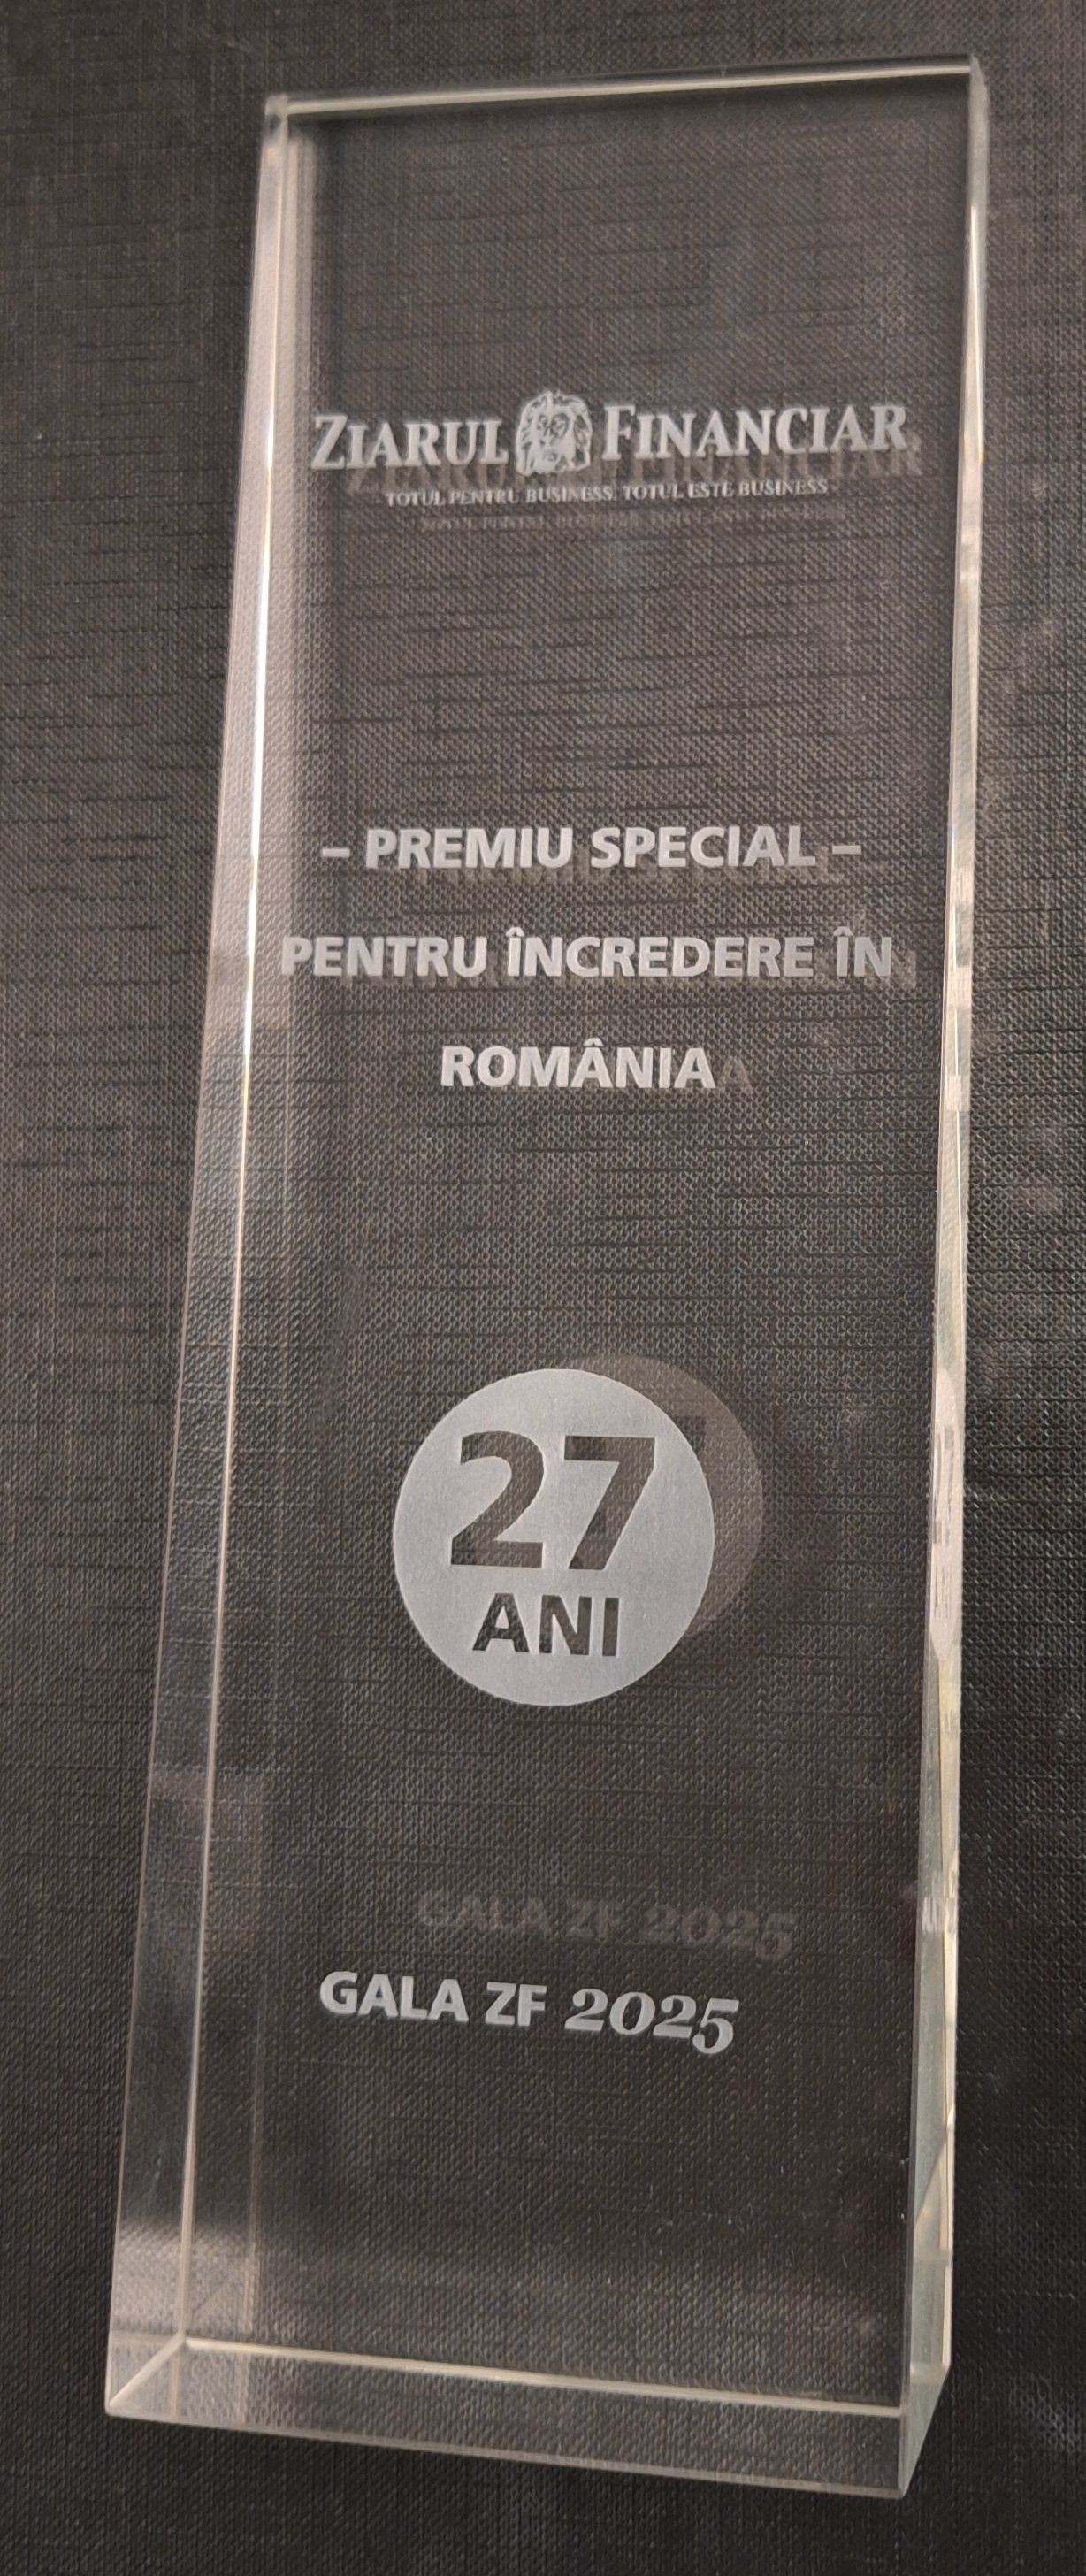 ZIARUL FINANCIAR
TOTUL PENTRU BUSINESS. TOTUL ESTE BUSINESS
– PREMIU SPECIAL –
PENTRU ÎNCREDERE ÎN
ROMÂNIA
27
ANI
GALA ZF 2025